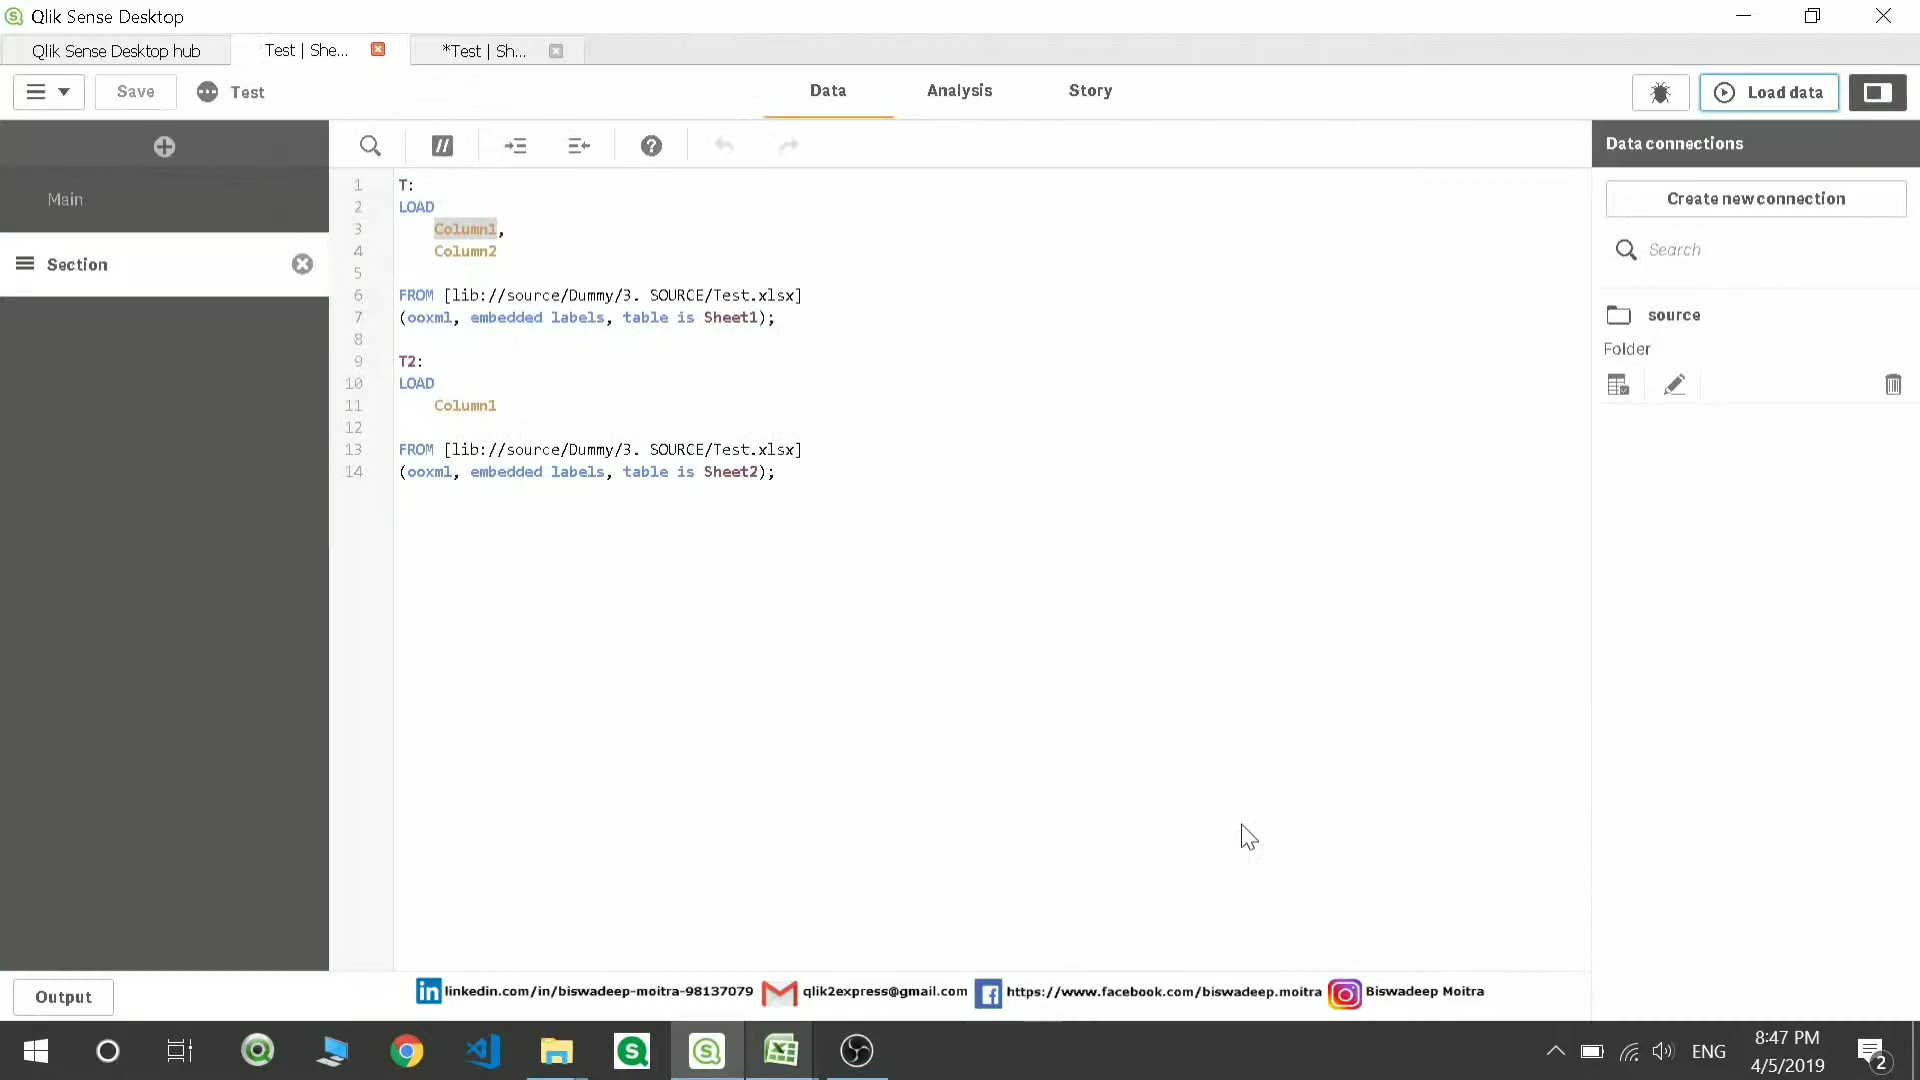 Qlik Sense Desktop
Qlik Sense Desktop hub
Test | She...
*Test | Sh...
Save
Test
Data
Analysis
Story
Load data
Main
Section
//
?
1 T:
2 LOAD
3 Column1,
4 Column2
5
6 FROM [lib://source/Dummy/3. SOURCE/Test.xlsx]
7 (ooxml, embedded labels, table is Sheet1);
8
9 T2:
10 LOAD
11 Column1
12
13 FROM [lib://source/Dummy/3. SOURCE/Test.xlsx]
14 (ooxml, embedded labels, table is Sheet2);
Data connections
Create new connection
Search
source
Folder
Output
linkedin.com/in/biswadeep-moitra-98137079
qlik2express@gmail.com
https://www.facebook.com/biswadeep.moitra
Biswadeep Moitra
ENG
8:47 PM
4/5/2019
2